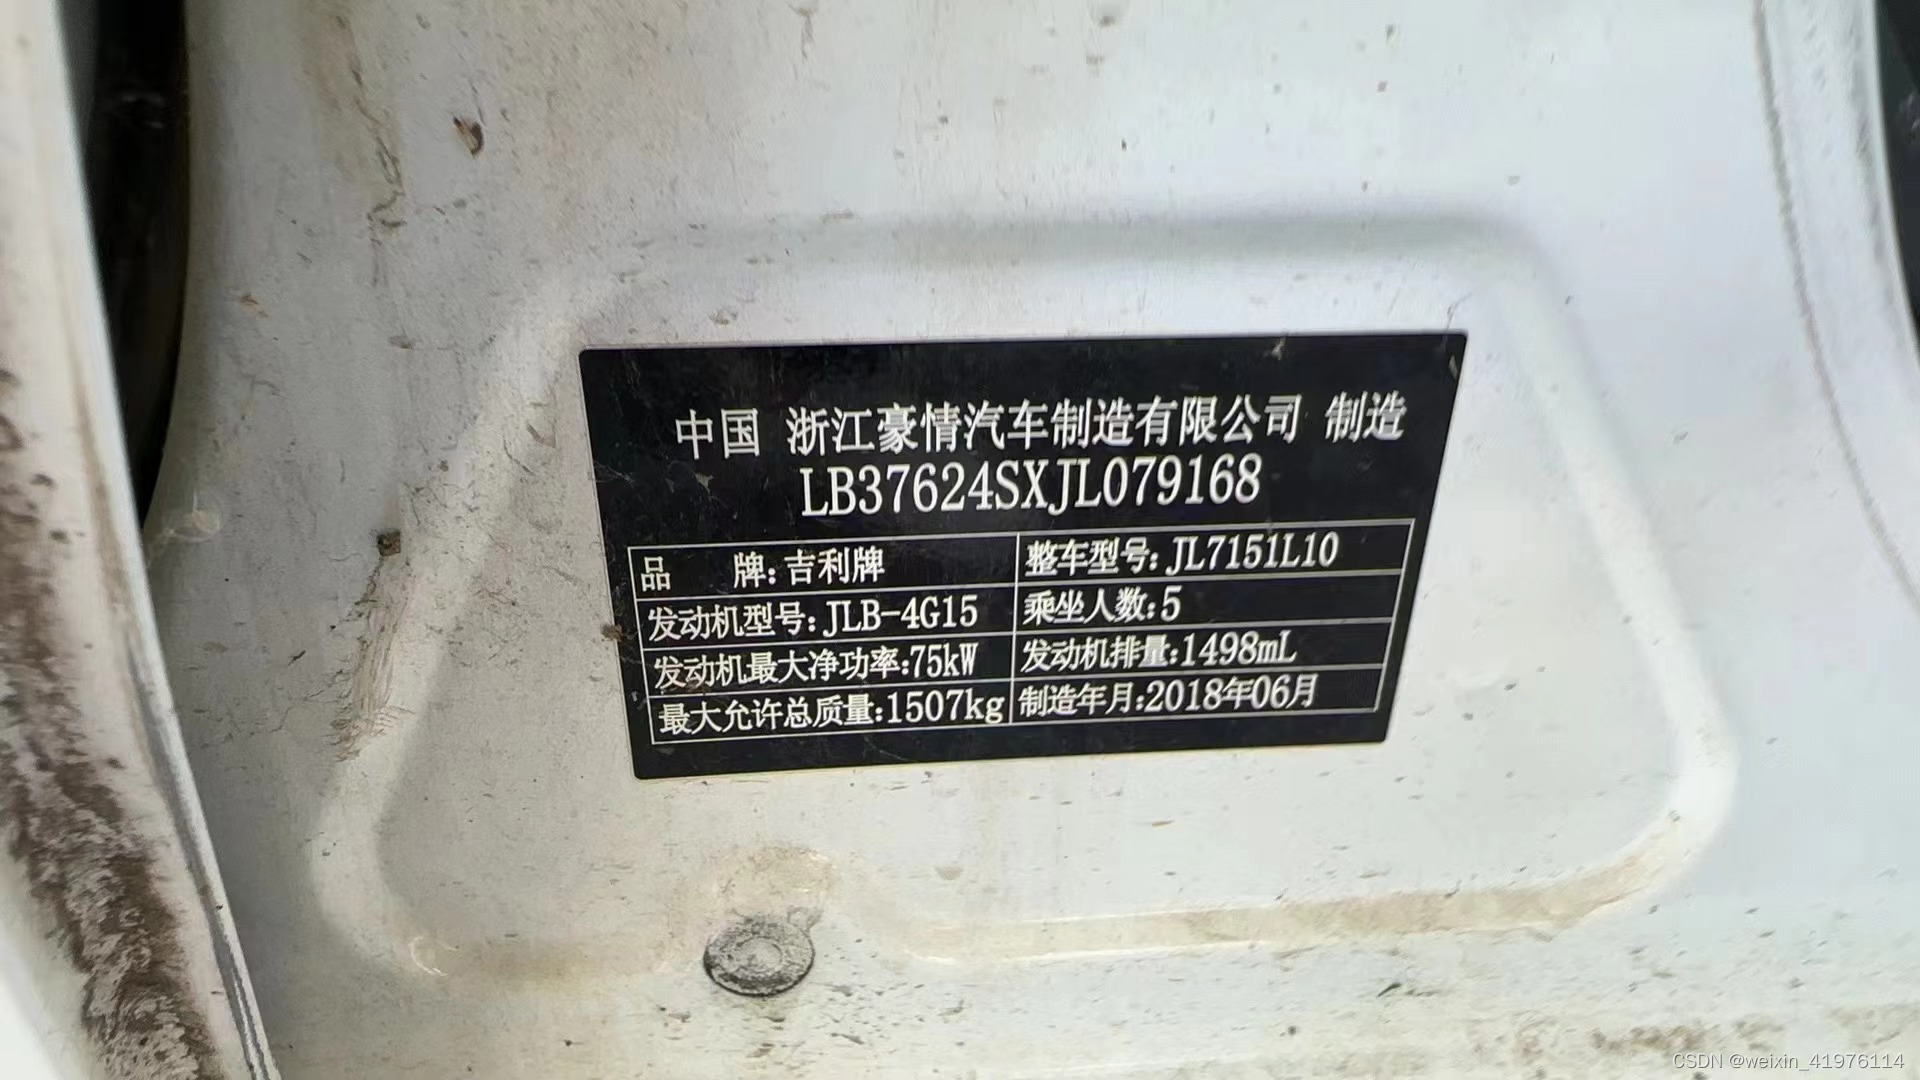 中国 浙江豪情汽车制造有限公司 制造
LB37624SXJL079168
品 牌:吉利牌 整车型号:JL7151L10
发动机型号:JLB-4G15 乘坐人数:5
发动机最大净功率:75kW 发动机排量:1498mL
最大允许总质量:1507kg 制造年月:2018年06月
CSDN @weixin_41976114